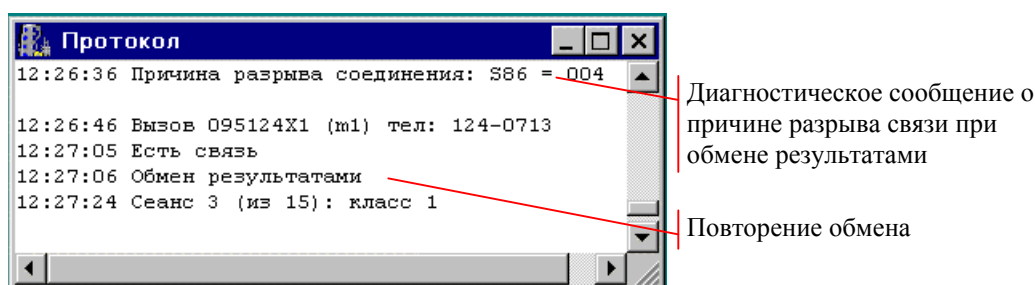 Протокол
12:26:36 Причина разрыва соединения: S86 = 004
12:26:46 Вызов 095124X1 (m1) тел: 124-0713
12:27:05 Есть связь
12:27:06 Обмен результатами
12:27:24 Сеанс 3 (из 15): класс 1
Диагностическое сообщение о
причине разрыва связи при
обмене результатами
Повторение обмена